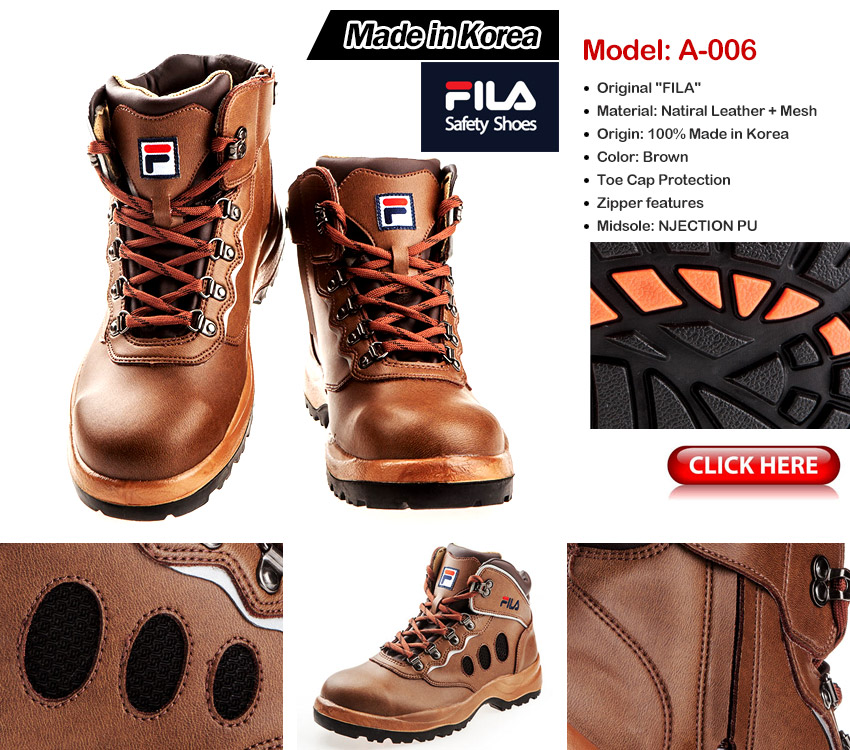 Made in Korea
FILA
Safety Shoes
Model: A-006
Original "FILA"
Material: Natiral Leather + Mesh
Origin: 100% Made in Korea
Color: Brown
Toe Cap Protection
Zipper features
Midsole: NJECTION PU
CLICK HERE
FILA